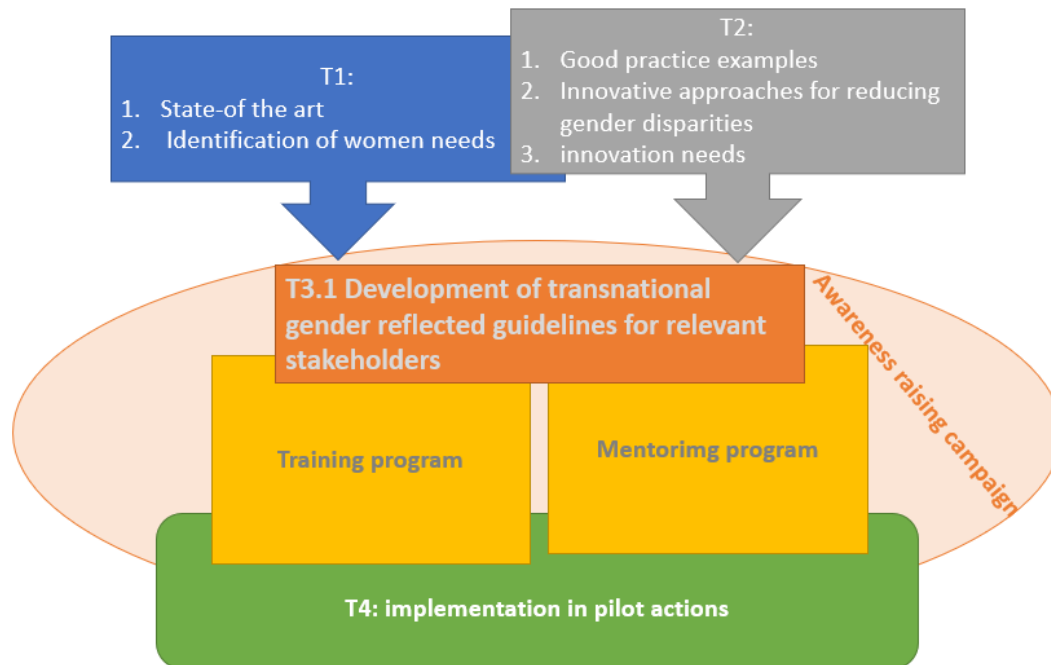 T1:
1. State-of the art
2. Identification of women needs
T2:
1. Good practice examples
2. Innovative approaches for reducing
gender disparities
3. innovation needs
T3.1 Development of transnational
gender reflected guidelines for relevant
stakeholders
Awareness raising campaign
Training program
Mentorimg program
T4: implementation in pilot actions